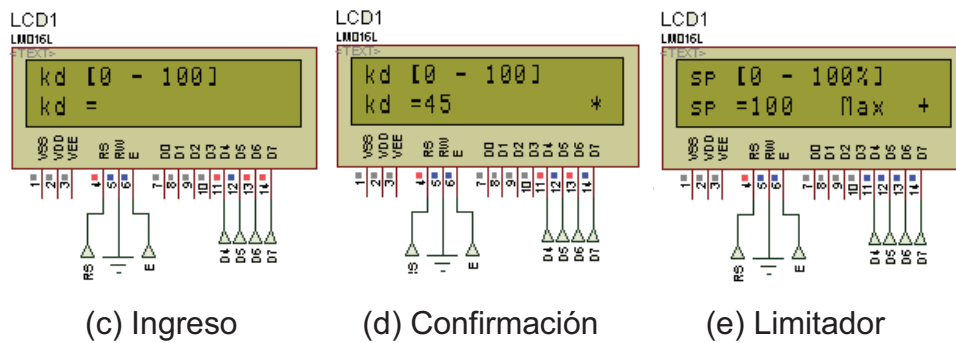 LCD1
LM016L
<TEXT>
kd [0 - 100]
kd =
VSS VDD VEE RS RW E D0 D1 D2 D3 D4 D5 D6 D7
1 2 3 4 5 6 7 8 9 10 11 12 13 14
RS E D4 D5 D6 D7
(c) Ingreso
LCD1
LM016L
<TEXT>
kd [0 - 100]
kd =45 *
VSS VDD VEE RS RW E D0 D1 D2 D3 D4 D5 D6 D7
1 2 3 4 5 6 7 8 9 10 11 12 13 14
E D4 D5 D6 D7
(d) Confirmación
LCD1
LM016L
<TEXT>
sp [0 - 100%]
sp =100 Max +
VSS VDD VEE RS RW E D0 D1 D2 D3 D4 D5 D6 D7
1 2 3 4 5 6 7 8 9 10 11 12 13 14
RS E D4 D5 D6 D7
(e) Limitador